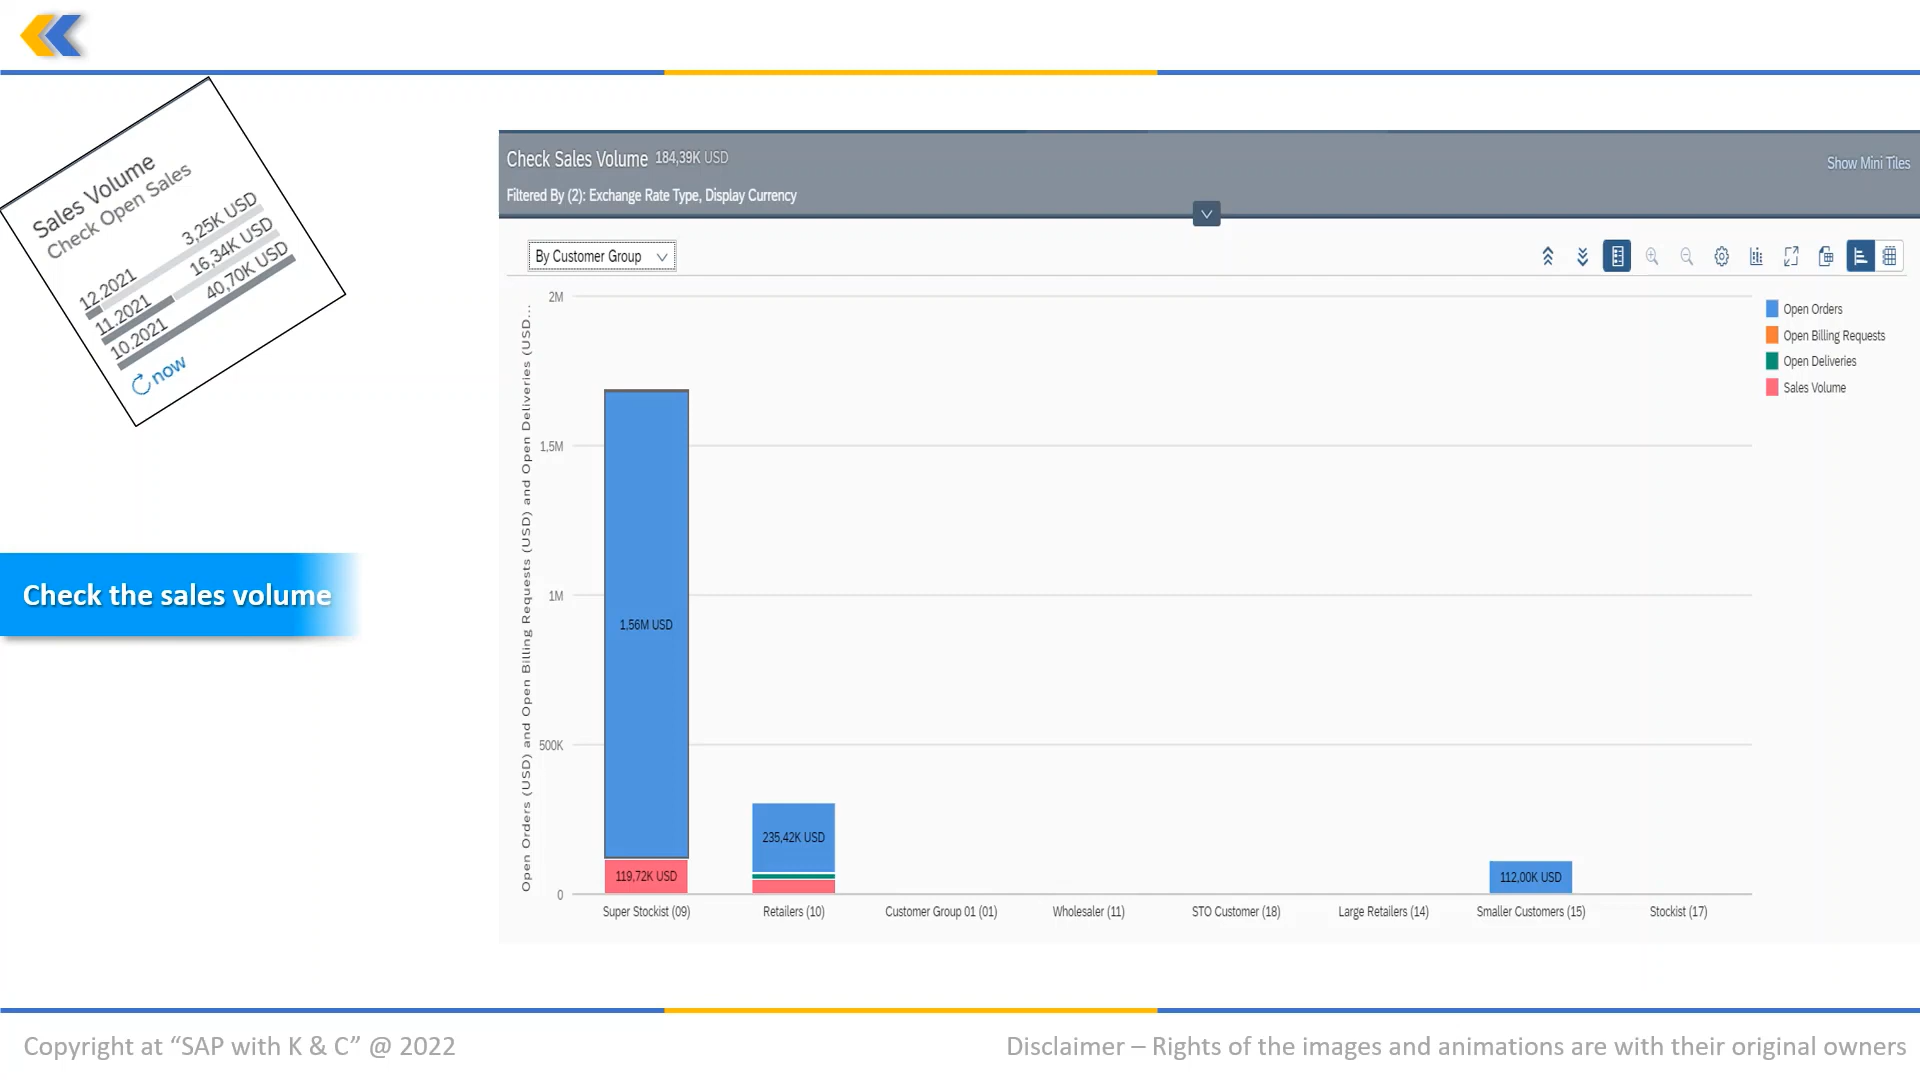 Sales Volume
Check Open Sales
12.2021 3,25K USD
11.2021 16,34K USD
10.2021 40,70K USD
now
Check the sales volume
Check Sales Volume 184,39K USD
Show Mini Tiles
Filtered By (2): Exchange Rate Type, Display Currency
By Customer Group
Open Orders (USD) and Open Billing Requests (USD) and Open Deliveries (USD...
2M
1,5M
1M
500K
0
1,56M USD
119,72K USD
235,42K USD
112,00K USD
Super Stockist (09)
Retailers (10)
Customer Group 01 (01)
Wholesaler (11)
STO Customer (18)
Large Retailers (14)
Smaller Customers (15)
Stockist (17)
Open Orders
Open Billing Requests
Open Deliveries
Sales Volume
Copyright at “SAP with K & C” @ 2022
Disclaimer – Rights of the images and animations are with their original owners